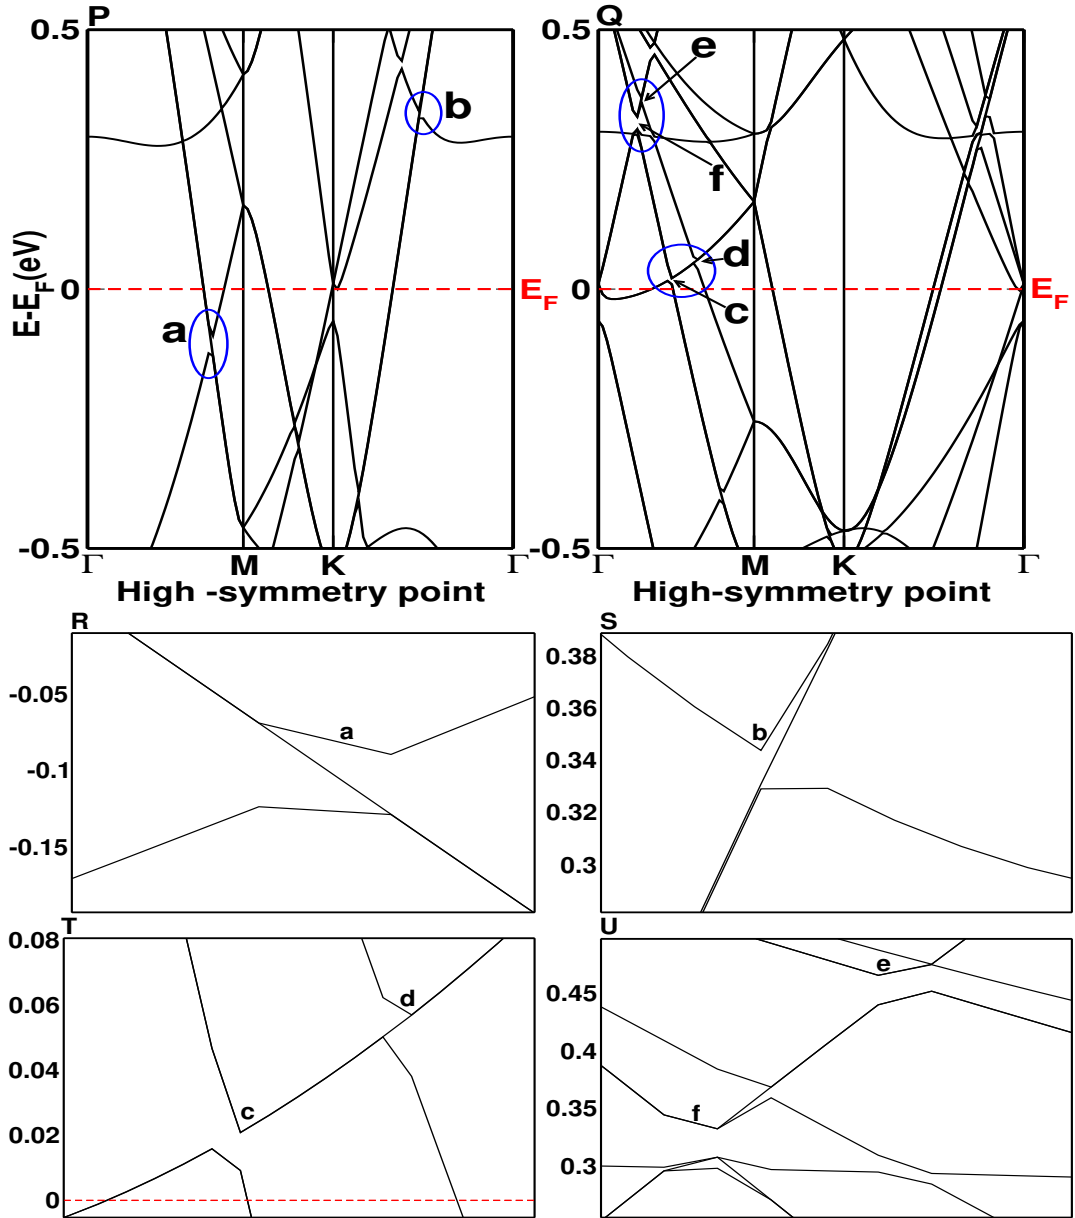 P
Q
0.5
0.5
e
b
f
a
d
c
E-E_F(eV)
0
E_F
0
E_F
-0.5
-0.5
Γ M K Γ
Γ M K Γ
High -symmetry point
High-symmetry point
R
S
-0.05
-0.1
-0.15
a
0.38
0.36
0.34
0.32
0.3
b
T
U
0.08
0.06
0.04
0.02
0
c
d
0.45
0.4
0.35
0.3
e
f